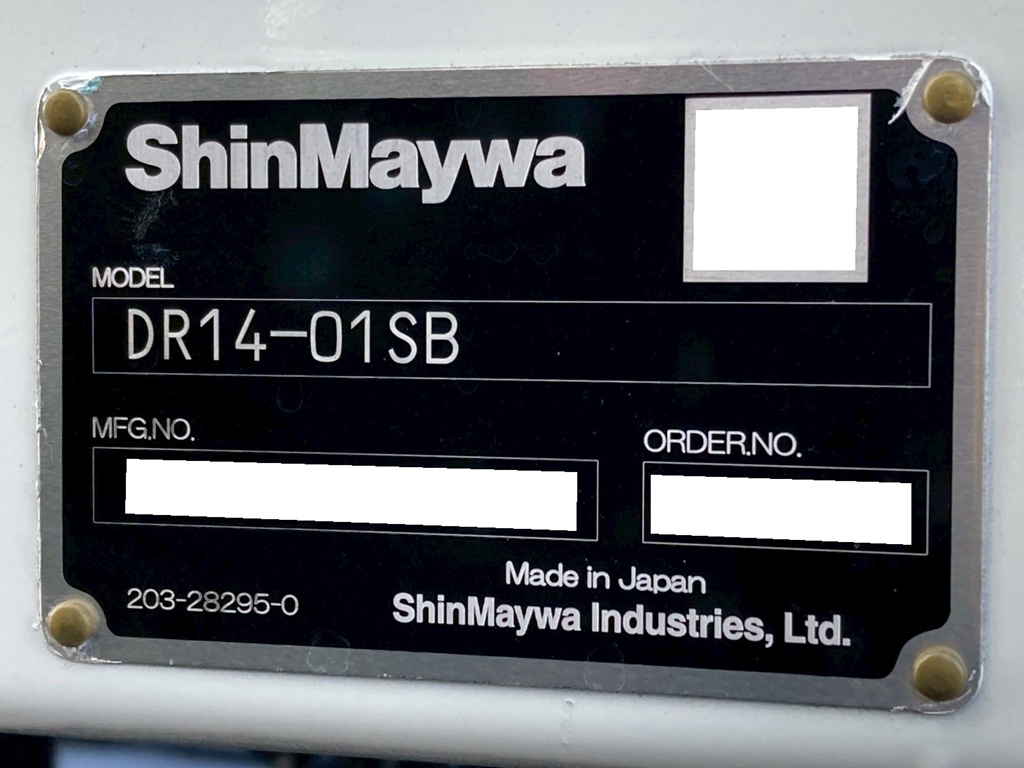 ShinMaywa
MODEL
DR14-01SB
MFG.NO.
ORDER.NO.
Made in Japan
203-28295-0
ShinMaywa Industries, Ltd.